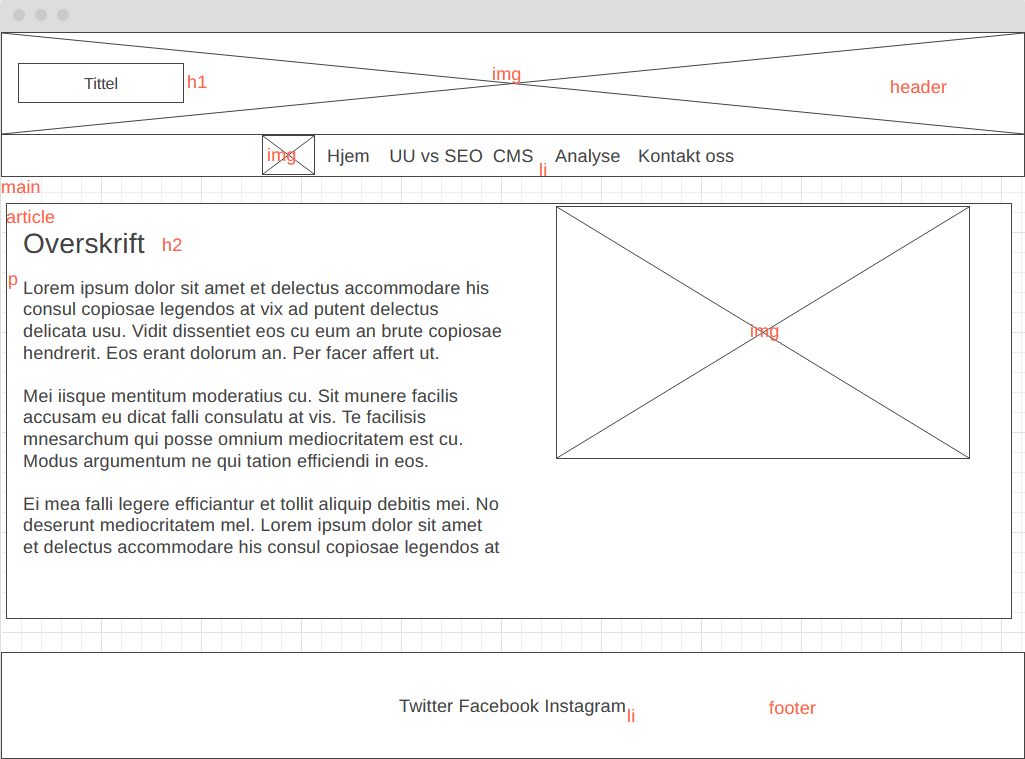 Tittel h1 img header
img Hjem UU vs SEO CMS li Analyse Kontakt oss
main
article
Overskrift h2
p Lorem ipsum dolor sit amet et delectus accommodare his
consul copiosae legendos at vix ad putent delectus
delicata usu. Vidit dissentiet eos cu eum an brute copiosae
hendrerit. Eos erant dolorum an. Per facer affert ut.
Mei iisque mentitum moderatius cu. Sit munere facilis
accusam eu dicat falli consulatu at vis. Te facilisis
mnesarchum qui posse omnium mediocritatem est cu.
Modus argumentum ne qui tation efficiendi in eos.
Ei mea falli legere efficiantur et tollit aliquip debitis mei. No
deserunt mediocritatem mel. Lorem ipsum dolor sit amet
et delectus accommodare his consul copiosae legendos at
img
Twitter Facebook Instagram li footer